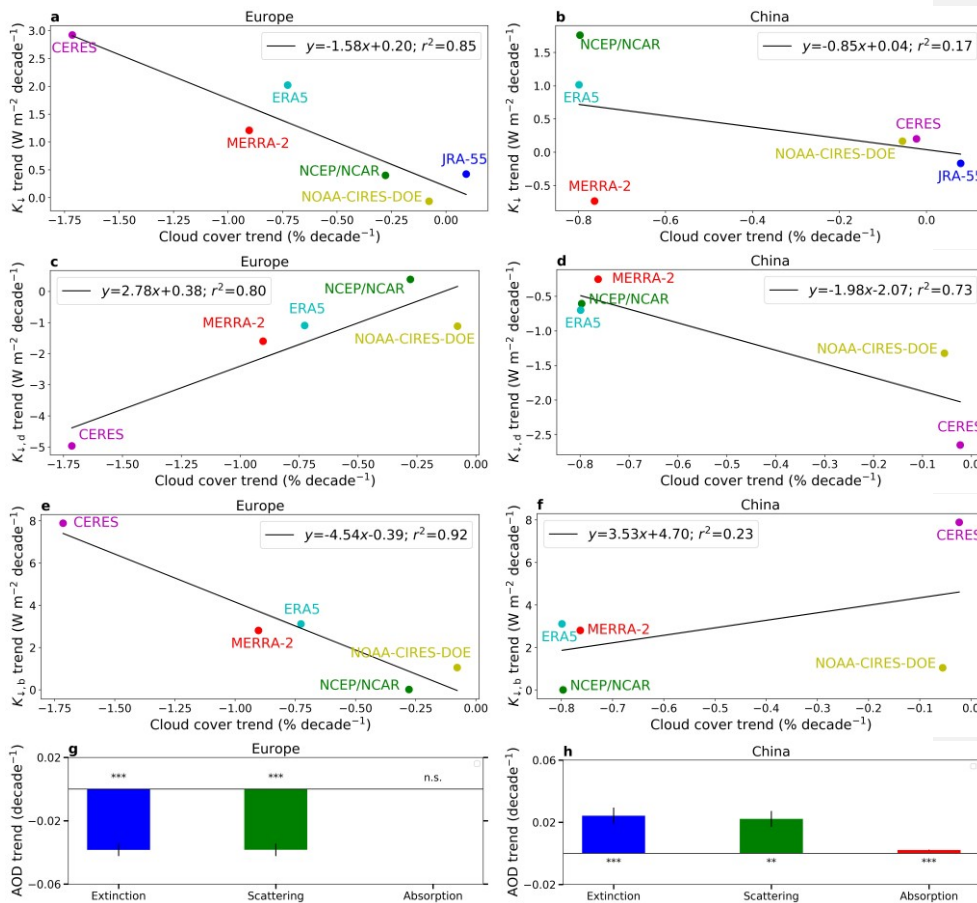 a
Europe
K↓ trend (W m⁻² decade⁻¹)
3.0
2.5
2.0
1.5
1.0
0.5
0.0
CERES
y=-1.58x+0.20; r²=0.85
ERA5
MERRA-2
NCEP/NCAR
JRA-55
NOAA-CIRES-DOE
-1.75 -1.50 -1.25 -1.00 -0.75 -0.50 -0.25 0.00
Cloud cover trend (% decade⁻¹)
b
China
K↓ trend (W m⁻² decade⁻¹)
1.5
1.0
0.5
0.0
-0.5
NCEP/NCAR
y=-0.85x+0.04; r²=0.17
ERA5
CERES
NOAA-CIRES-DOE
JRA-55
MERRA-2
-0.8 -0.6 -0.4 -0.2 0.0
Cloud cover trend (% decade⁻¹)
c
Europe
K↓,d trend (W m⁻² decade⁻¹)
0
-1
-2
-3
-4
-5
y=2.78x+0.38; r²=0.80
NCEP/NCAR
ERA5
MERRA-2
NOAA-CIRES-DOE
CERES
-1.75 -1.50 -1.25 -1.00 -0.75 -0.50 -0.25 0.00
Cloud cover trend (% decade⁻¹)
d
China
K↓,d trend (W m⁻² decade⁻¹)
-0.5
-1.0
-1.5
-2.0
-2.5
MERRA-2
y=-1.98x-2.07; r²=0.73
NCEP/NCAR
ERA5
NOAA-CIRES-DOE
CERES
-0.8 -0.7 -0.6 -0.5 -0.4 -0.3 -0.2 -0.1 0.0
Cloud cover trend (% decade⁻¹)
e
Europe
K↓,b trend (W m⁻² decade⁻¹)
8
6
4
2
0
CERES
y=-4.54x-0.39; r²=0.92
ERA5
MERRA-2
NOAA-CIRES-DOE
NCEP/NCAR
-1.75 -1.50 -1.25 -1.00 -0.75 -0.50 -0.25 0.00
Cloud cover trend (% decade⁻¹)
f
China
K↓,b trend (W m⁻² decade⁻¹)
8
6
4
2
0
y=3.53x+4.70; r²=0.23
CERES
ERA5
MERRA-2
NOAA-CIRES-DOE
NCEP/NCAR
-0.8 -0.7 -0.6 -0.5 -0.4 -0.3 -0.2 -0.1 0.0
Cloud cover trend (% decade⁻¹)
g
Europe
AOD trend (decade⁻¹)
0.02
-0.02
-0.06
*** *** n.s.
Extinction Scattering Absorption
h
China
AOD trend (decade⁻¹)
0.06
0.02
-0.02
*** ** ***
Extinction Scattering Absorption